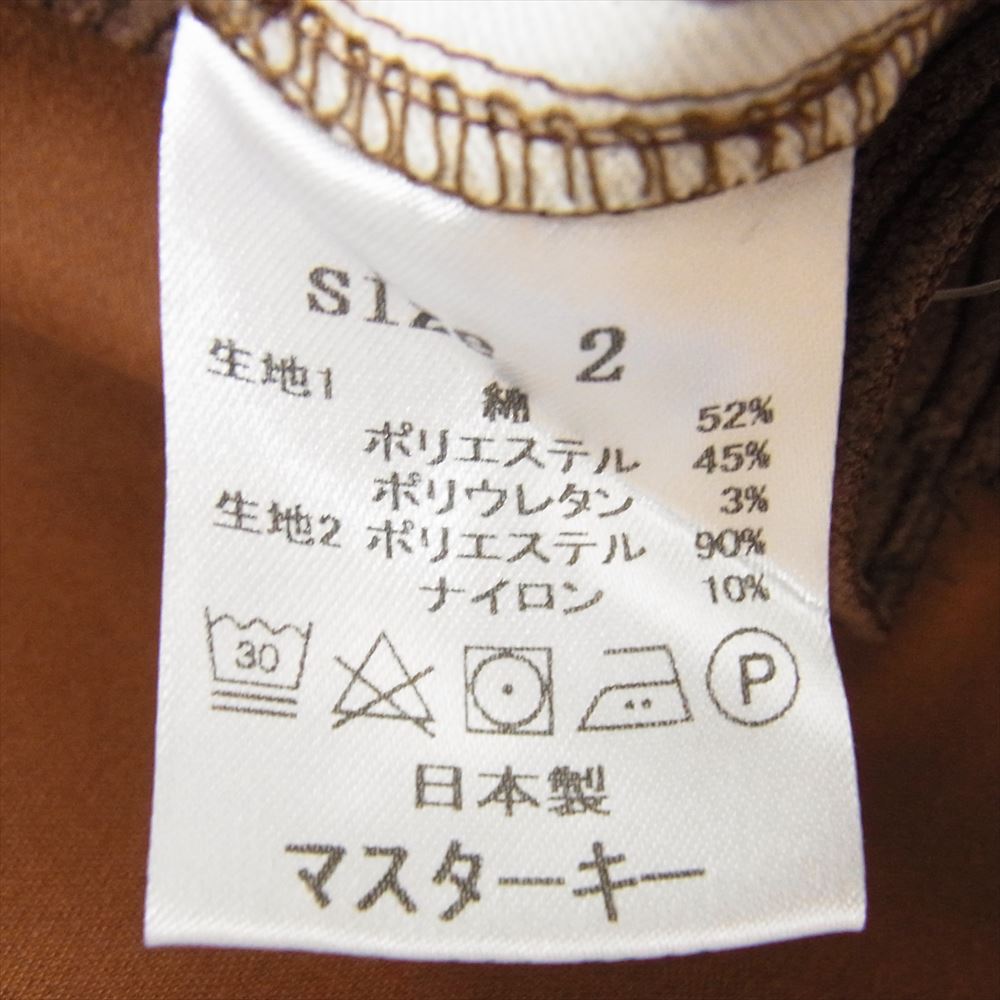 Size 2
生地1 綿 52%
ポリエステル 45%
ポリウレタン 3%
生地2 ポリエステル 90%
ナイロン 10%
30 P
日本製
マスターキー